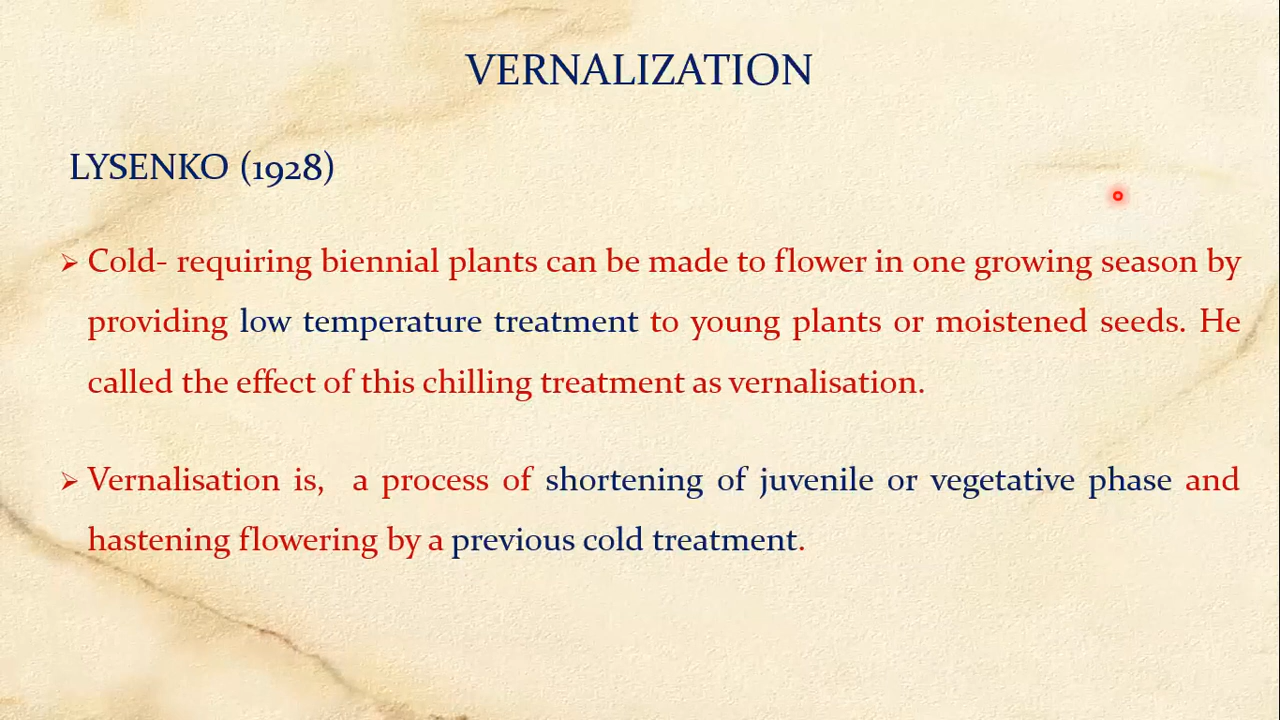 VERNALIZATION
LYSENKO (1928)
➢ Cold- requiring biennial plants can be made to flower in one growing season by
providing low temperature treatment to young plants or moistened seeds. He
called the effect of this chilling treatment as vernalisation.
➢ Vernalisation is, a process of shortening of juvenile or vegetative phase and
hastening flowering by a previous cold treatment.